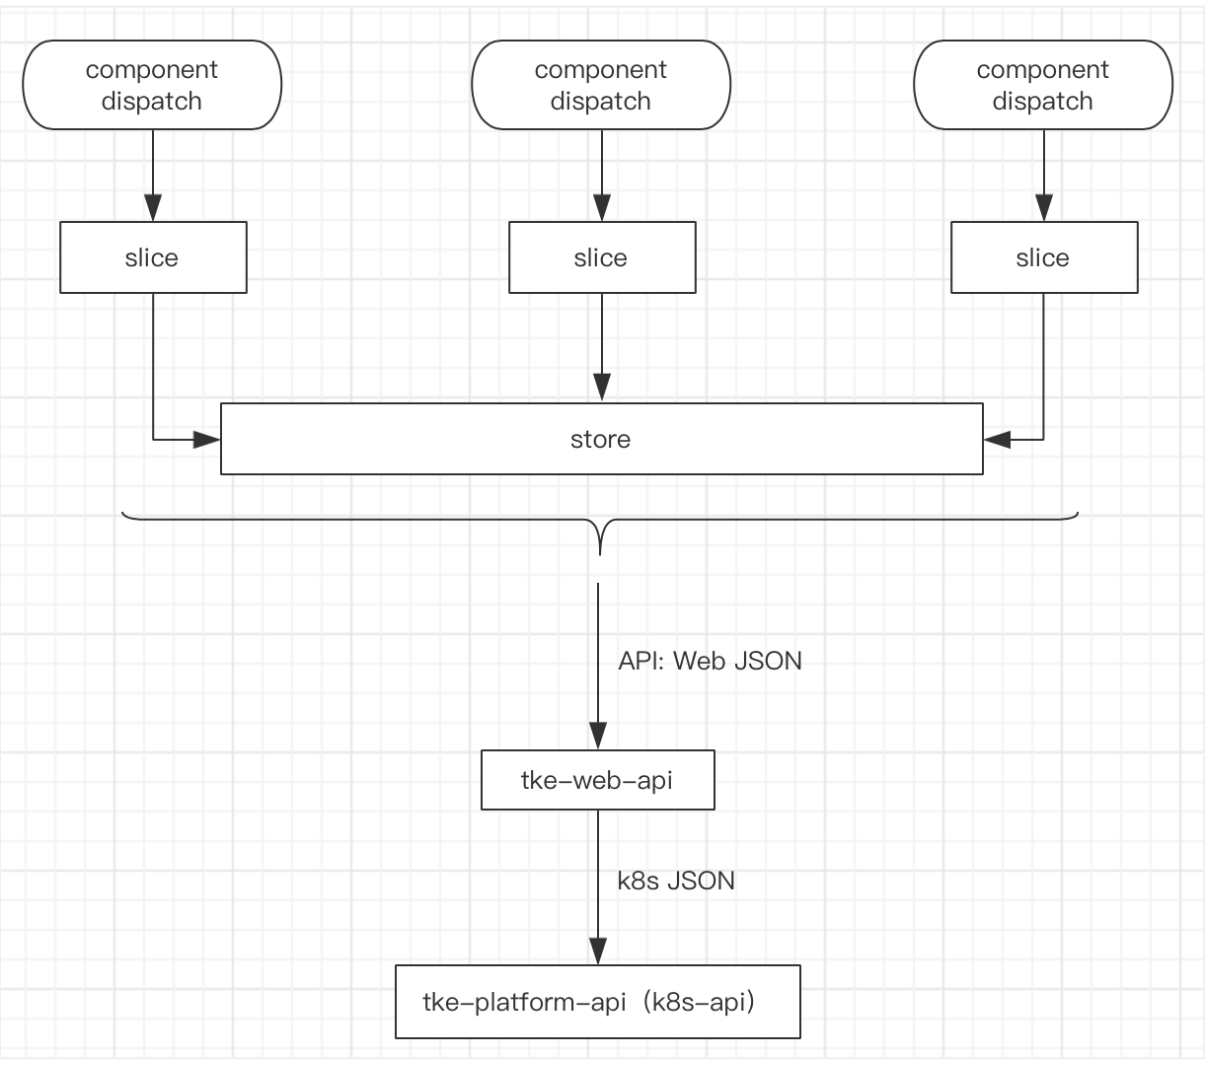 component
dispatch
component
dispatch
component
dispatch
slice
slice
slice
store
API: Web JSON
tke-web-api
k8s JSON
tke-platform-api（k8s-api）